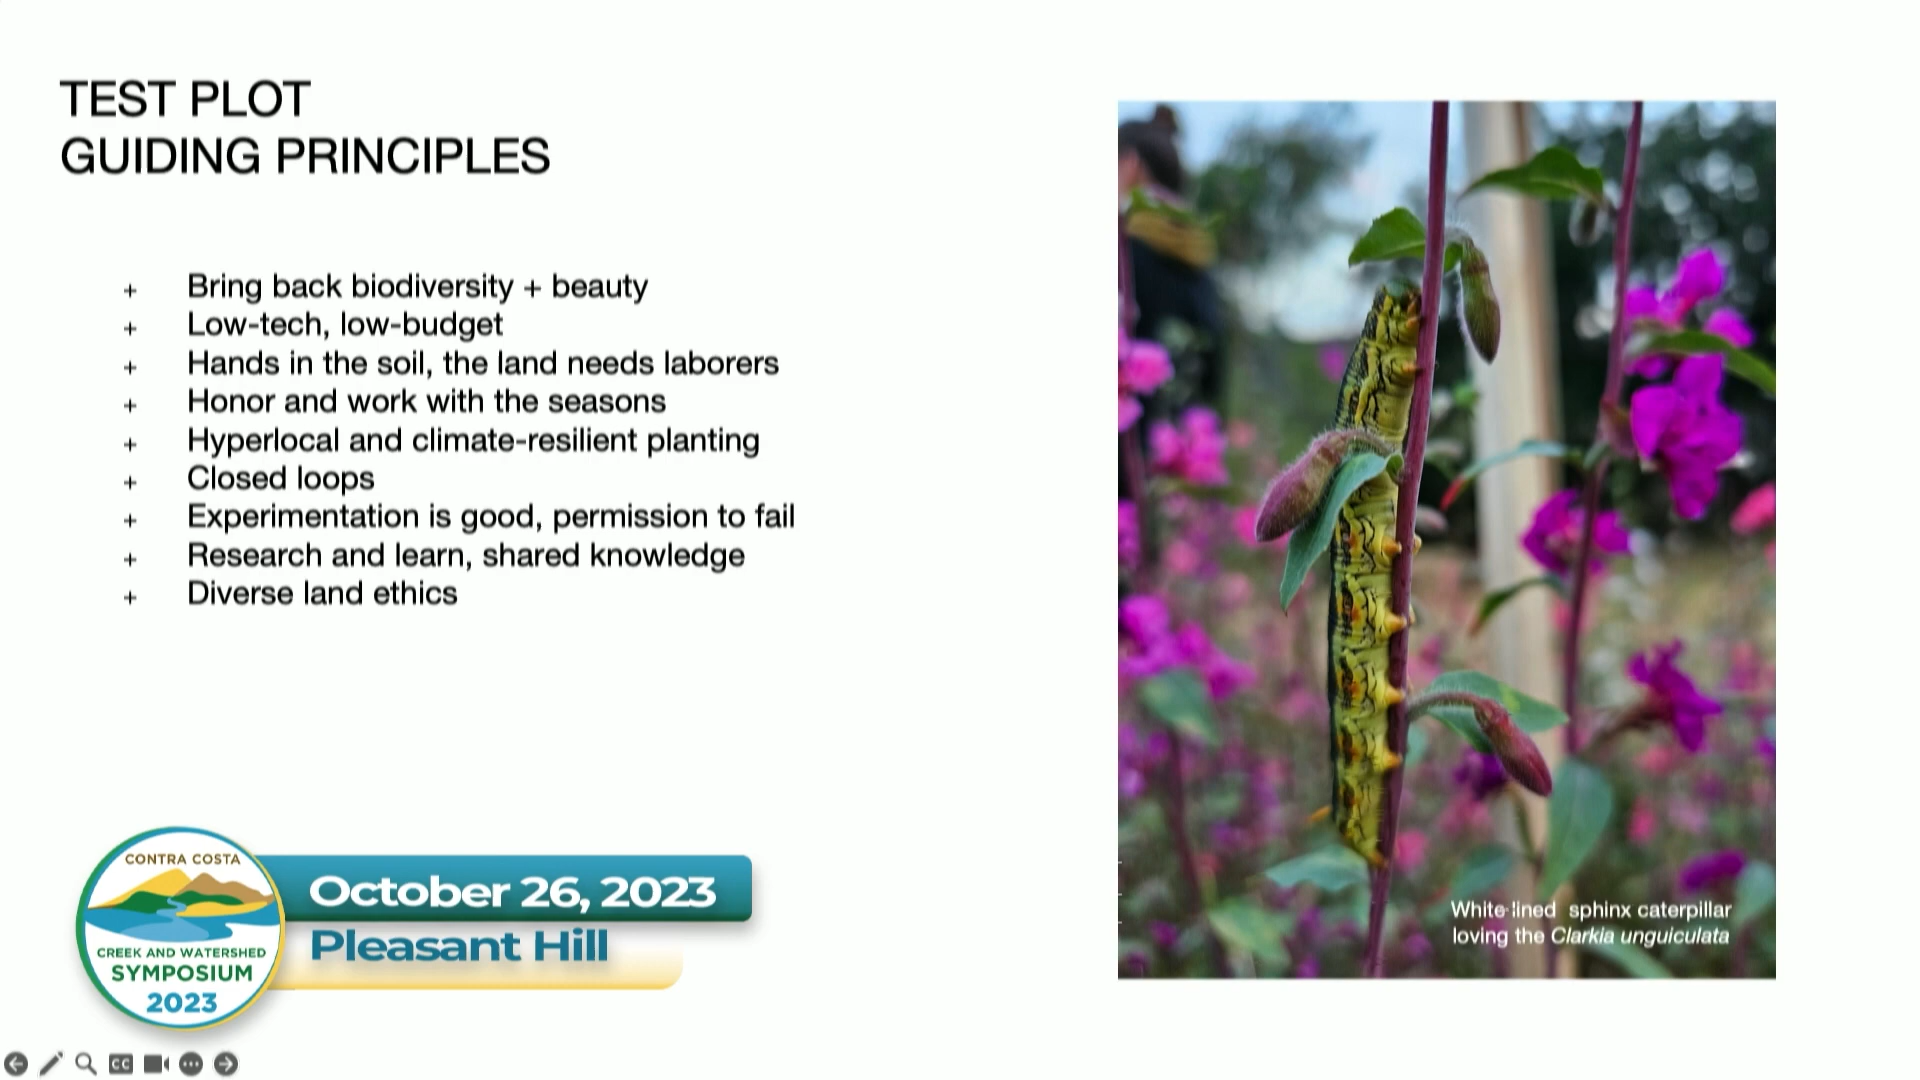 TEST PLOT
GUIDING PRINCIPLES
+ Bring back biodiversity + beauty
+ Low-tech, low-budget
+ Hands in the soil, the land needs laborers
+ Honor and work with the seasons
+ Hyperlocal and climate-resilient planting
+ Closed loops
+ Experimentation is good, permission to fail
+ Research and learn, shared knowledge
+ Diverse land ethics
White-lined sphinx caterpillar
loving the Clarkia unguiculata
CONTRA COSTA
CREEK AND WATERSHED
SYMPOSIUM
2023
October 26, 2023
Pleasant Hill
CC